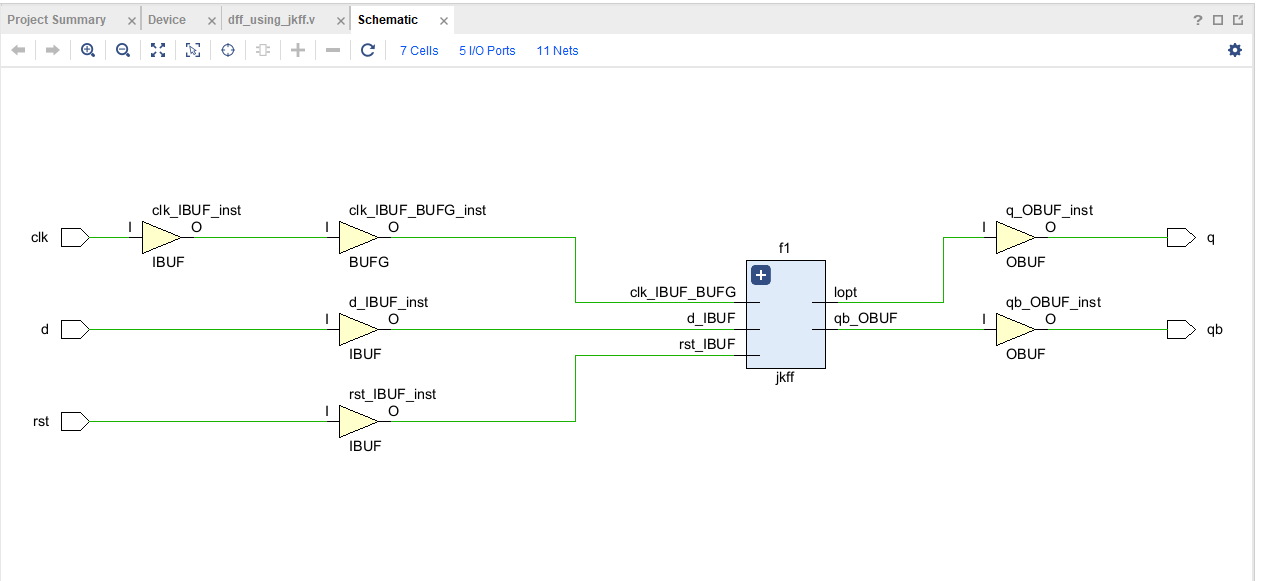 Project Summary × Device × dff_using_jkff.v × Schematic × ?
7 Cells 5 I/O Ports 11 Nets
clk_IBUF_inst clk_IBUF_BUFG_inst q_OBUF_inst
I O I O I O
clk q
IBUF BUFG f1 OBUF
+
clk_IBUF_BUFG lopt
d_IBUF_inst qb_OBUF_inst
I O d_IBUF qb_OBUF I O
d qb
rst_IBUF
IBUF OBUF
jkff
rst_IBUF_inst
I O
rst
IBUF